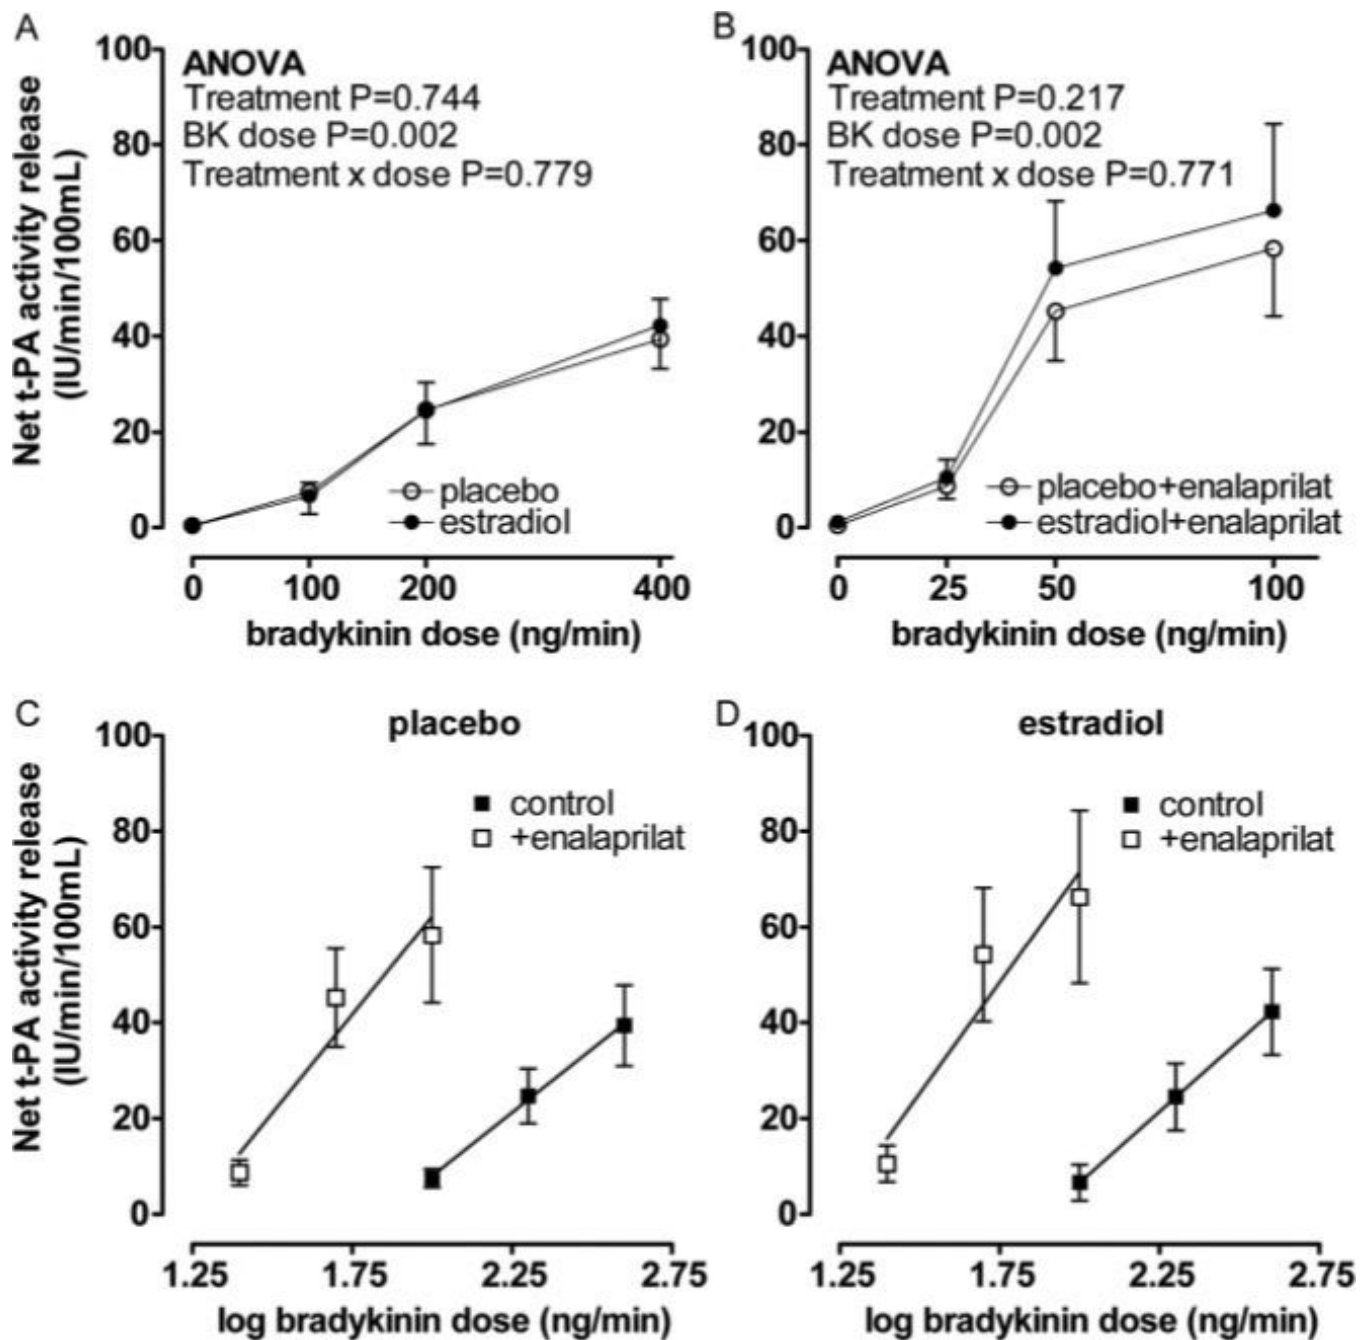 A
Net t-PA activity release
(IU/min/100mL)
100
80
60
40
20
0
ANOVA
Treatment P=0.744
BK dose P=0.002
Treatment x dose P=0.779
placebo
estradiol
0 100 200 400
bradykinin dose (ng/min)
B
100
80
60
40
20
0
ANOVA
Treatment P=0.217
BK dose P=0.002
Treatment x dose P=0.771
placebo+enalaprilat
estradiol+enalaprilat
0 25 50 100
bradykinin dose (ng/min)
C
placebo
Net t-PA activity release
(IU/min/100mL)
100
80
60
40
20
0
control
+enalaprilat
1.25 1.75 2.25 2.75
log bradykinin dose (ng/min)
D
estradiol
100
80
60
40
20
0
control
+enalaprilat
1.25 1.75 2.25 2.75
log bradykinin dose (ng/min)